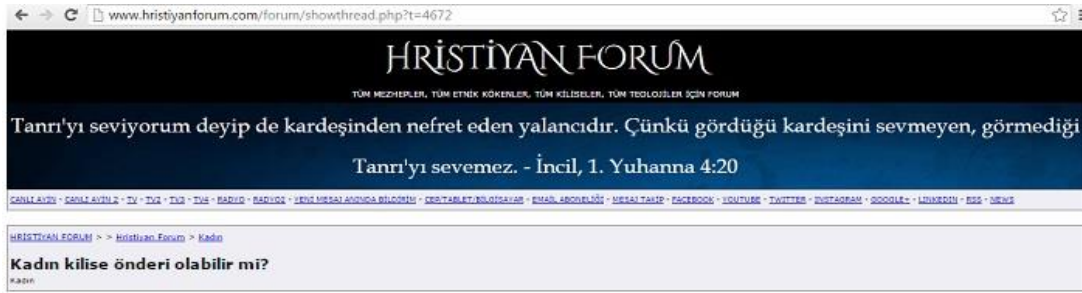 www.hristiyanforum.com/forum/showthread.php?t=4672
HRİSTİYAN FORUM
TÜM MEZHEPLER, TÜM ETNİK KÖKENLER, TÜM KİLİSELER, TÜM TEOLOJİLER İÇİN FORUM
Tanrı'yı seviyorum deyip de kardeşinden nefret eden yalancıdır. Çünkü gördüğü kardeşini sevmeyen, görmediği
Tanrı'yı sevemez. - İncil, 1. Yuhanna 4:20
CANLI AYİN - CANLI AYİN 2 - TV - TV2 - TV3 - TV4 - RADYO - RADYO2 - YENİ MESAJ ANINDA BİLDİRİM - CEP/TABLET/BİLGİSAYAR - EMAIL ABONELİĞİ - MESAJ TAKİP - FACEBOOK - YOUTUBE - TWITTER - INSTAGRAM - GOOGLE+ - LINKEDIN - RSS - NEWS
HRİSTİYAN FORUM > > Hristiyan Forum > Kadın
Kadın kilise önderi olabilir mi?
Kadın